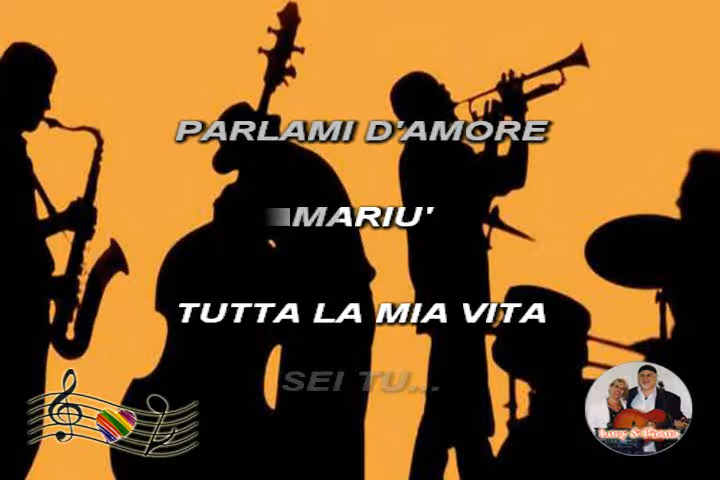 PARLAMI D'AMORE
MARIU'
TUTTA LA MIA VITA
SEI TU...